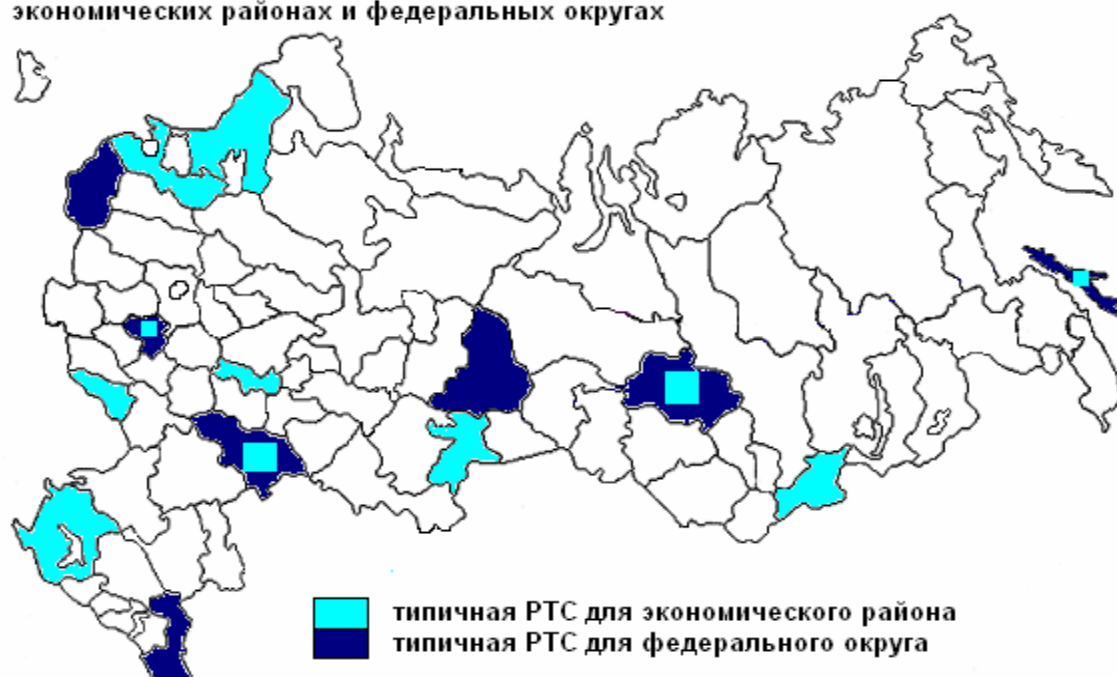 экономических районах и федеральных округах
типичная РТС для экономического района
типичная РТС для федерального округа